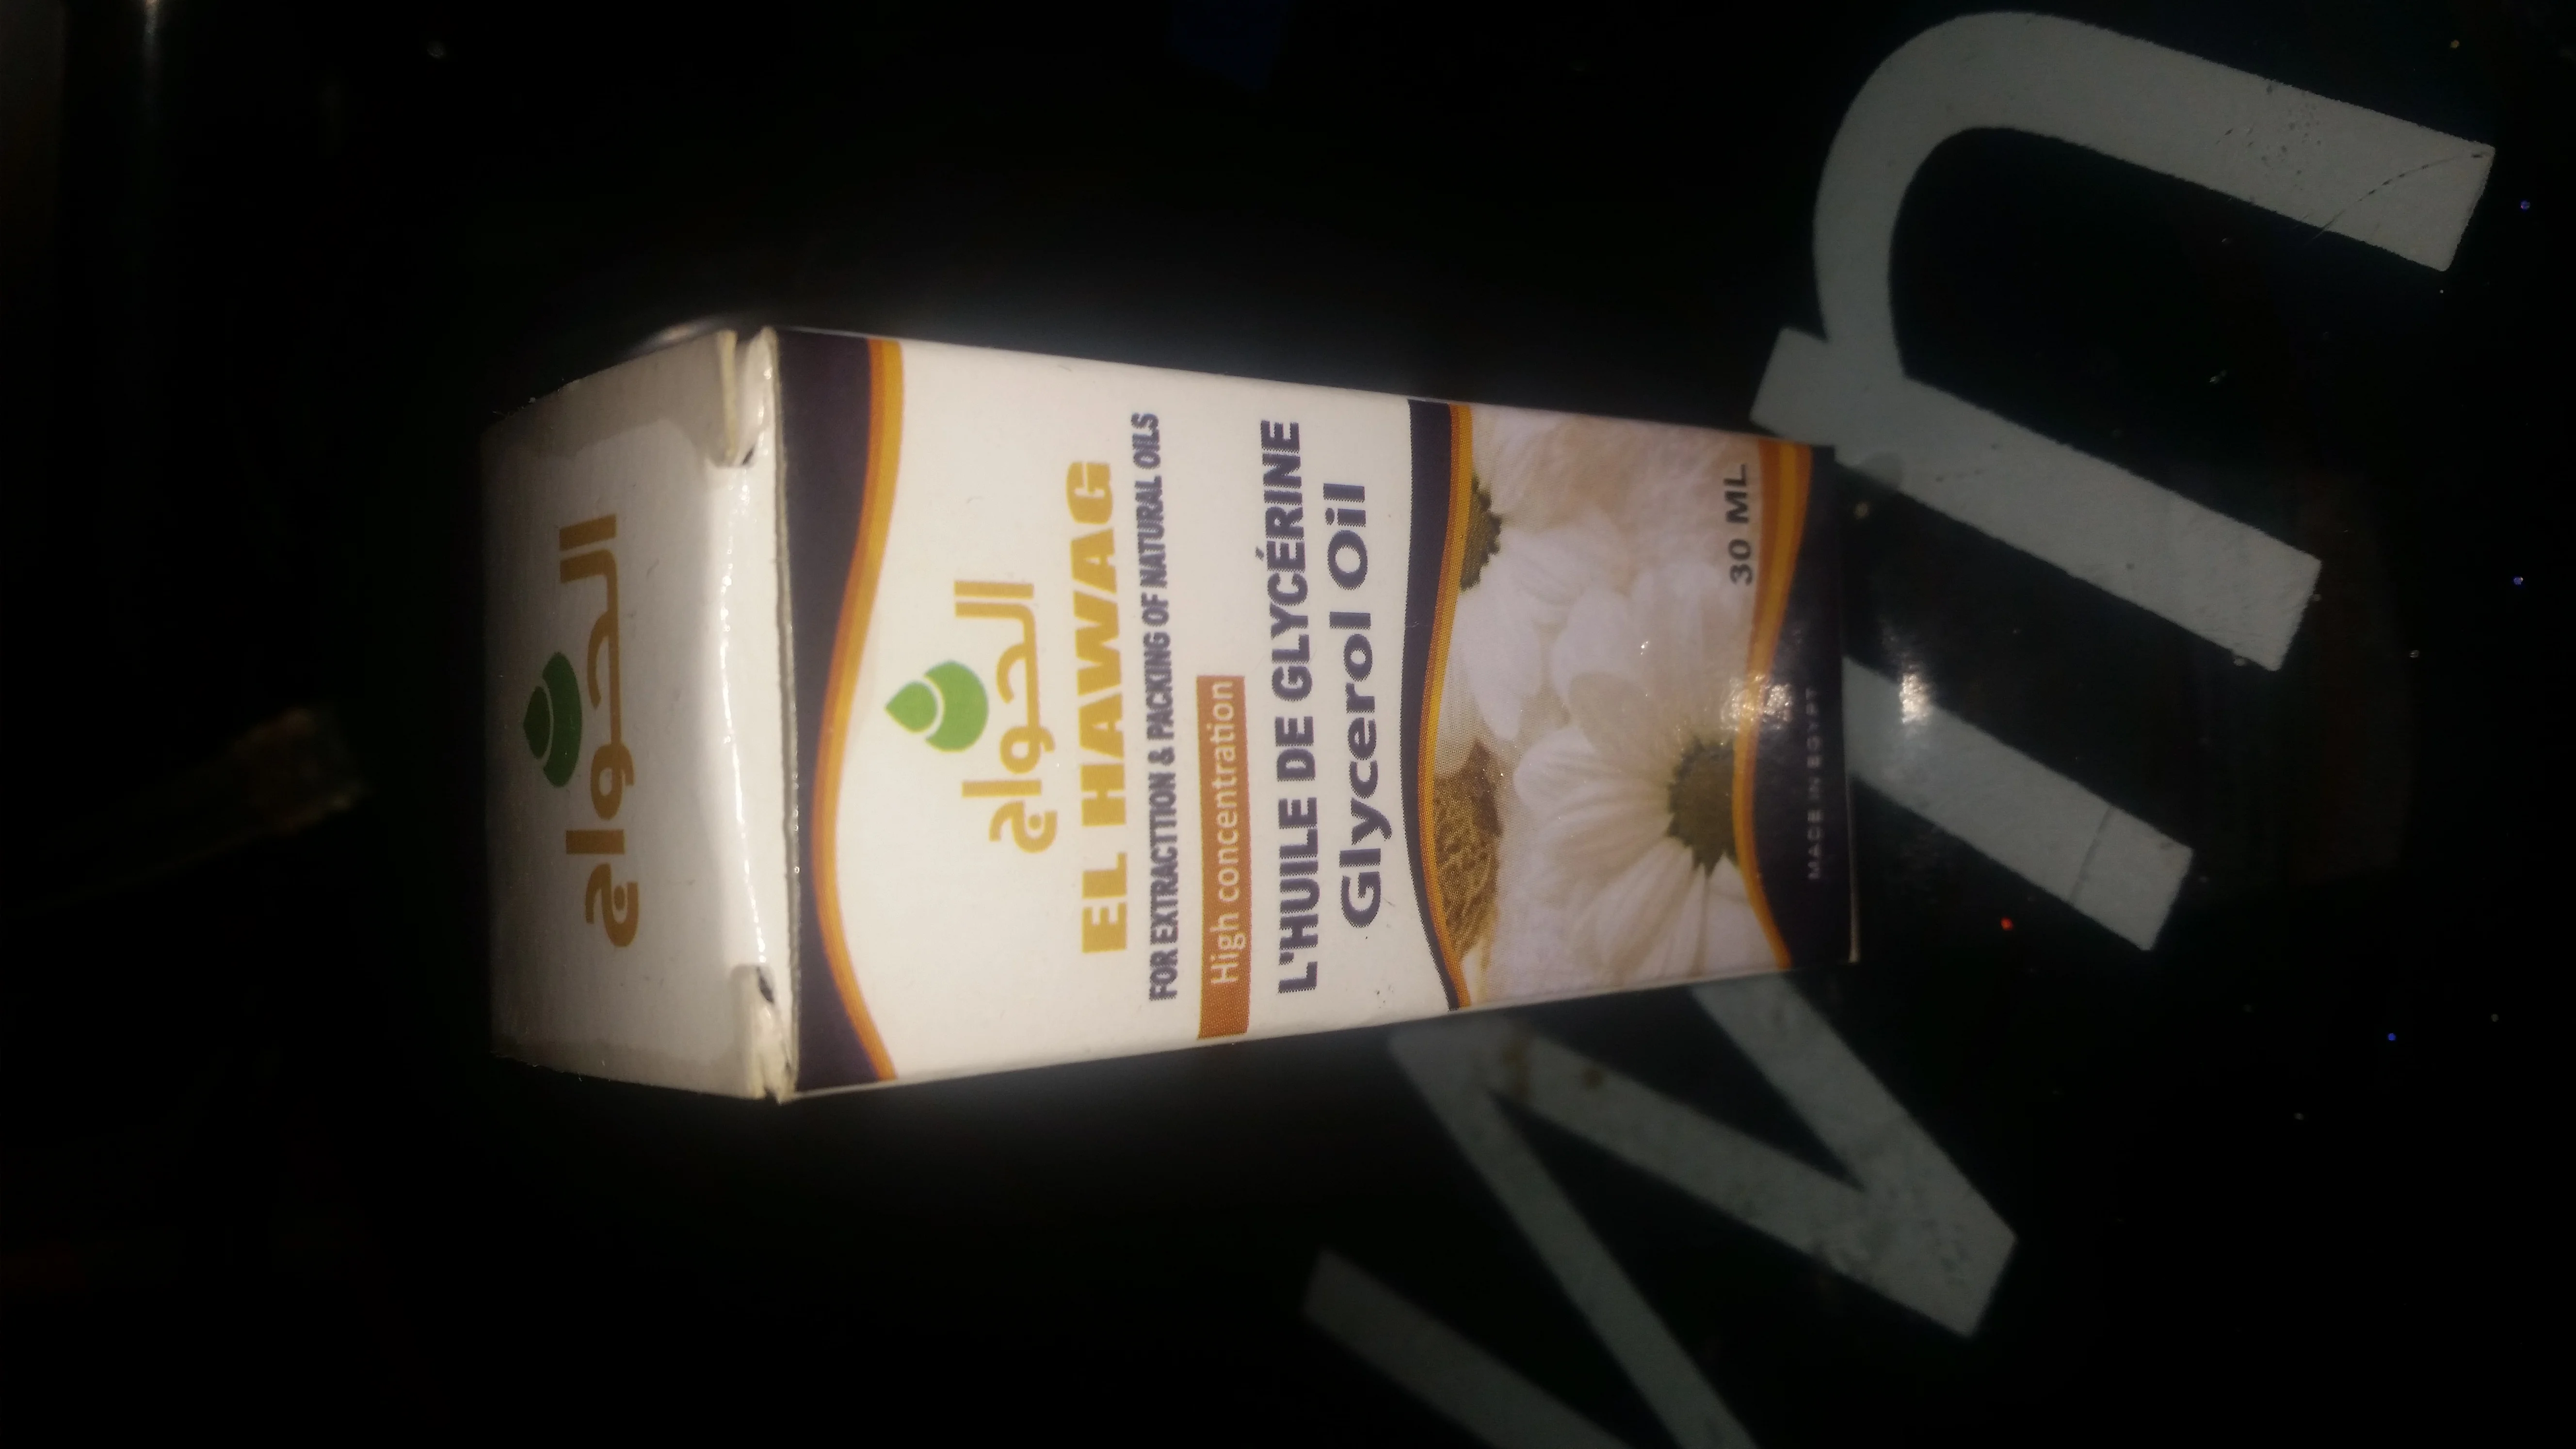 الحواج
الحواج
EL HAWAG
FOR EXTRACTTION & PACKING OF NATURAL OILS
High concentration
L'HUILE DE GLYCÉRINE
Glycerol Oil
30 ML
MADE IN EGYPT